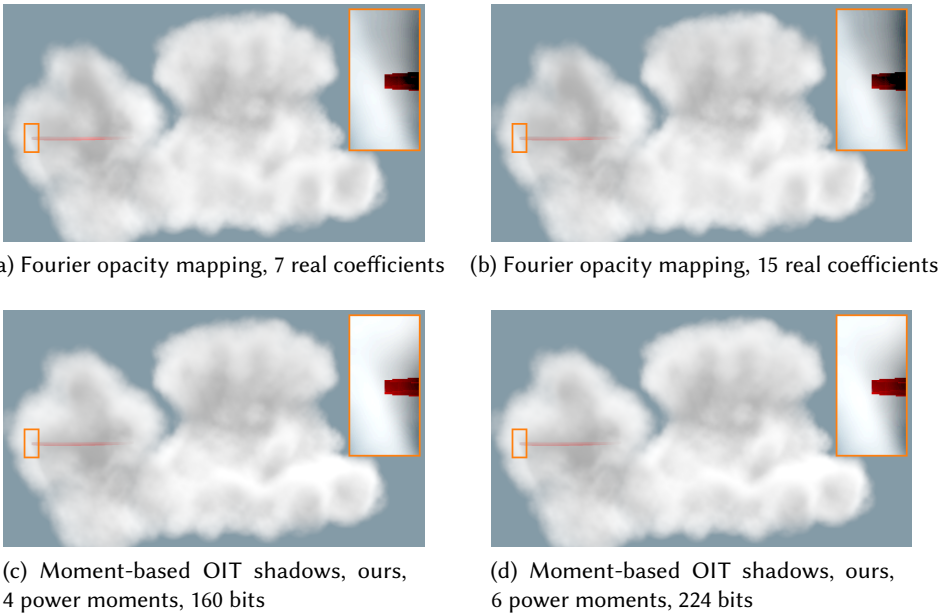 a) Fourier opacity mapping, 7 real coefficients
(b) Fourier opacity mapping, 15 real coefficients
(c) Moment-based OIT shadows, ours,
4 power moments, 160 bits
(d) Moment-based OIT shadows, ours,
6 power moments, 224 bits